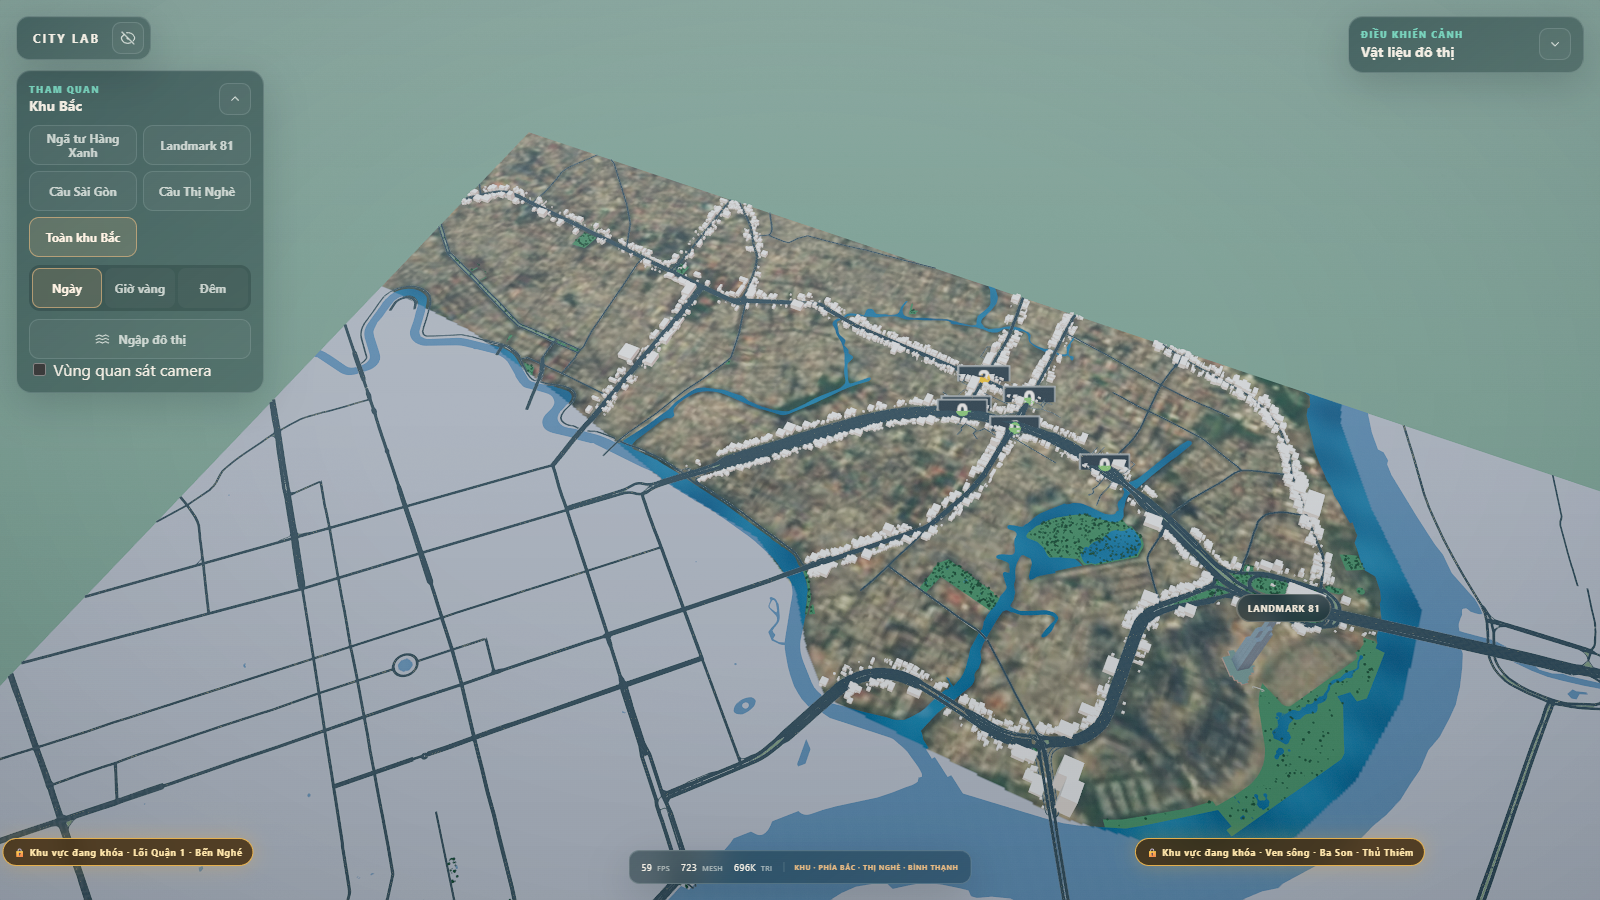 CITY LAB
THAM QUAN
Khu Bắc
Ngã tư Hàng
Xanh
Landmark 81
Cầu Sài Gòn
Cầu Thị Nghè
Toàn khu Bắc
Ngày
Giờ vàng
Đêm
Ngập đô thị
Vùng quan sát camera
ĐIỀU KHIỂN CẢNH
Vật liệu đô thị
LANDMARK 81
Khu vực đang khóa · Lõi Quận 1 · Bến Nghé
59 FPS 723 MESH 696K TRI KHU · PHÍA BẮC · THỊ NGHÈ · BÌNH THẠNH
Khu vực đang khóa · Ven sông · Ba Son · Thủ Thiêm